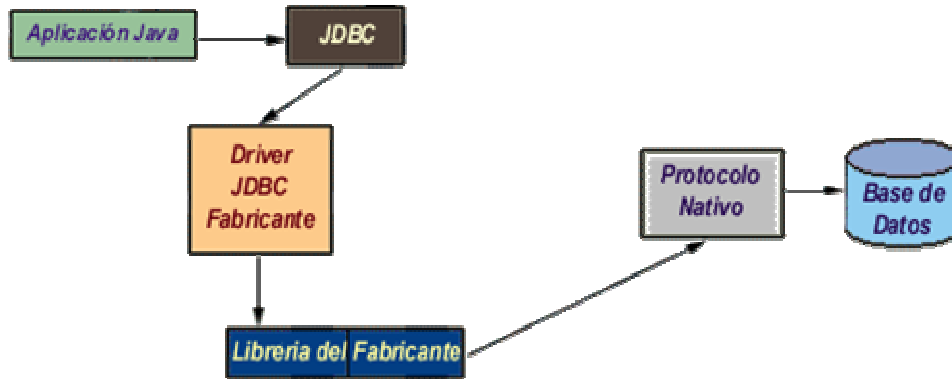 Aplicación Java
JDBC
Driver
JDBC
Fabricante
Protocolo
Nativo
Base de
Datos
Libreria del Fabricante